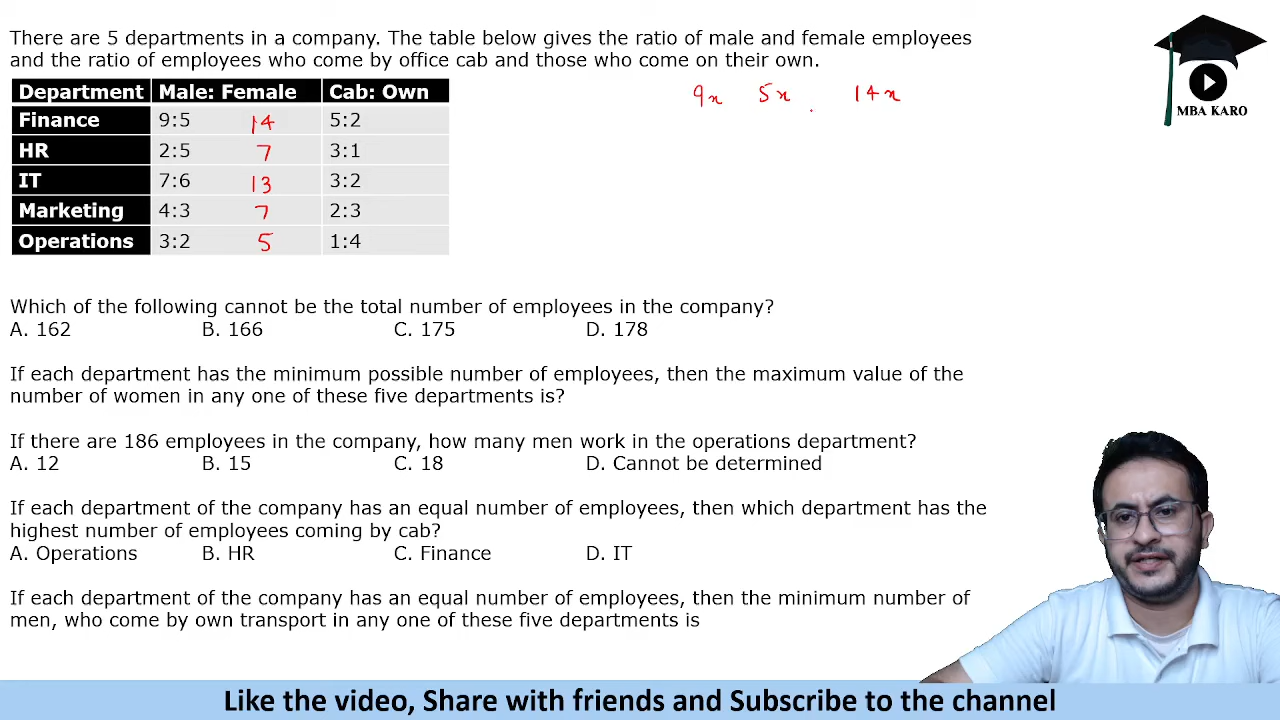 There are 5 departments in a company. The table below gives the ratio of male and female employees
and the ratio of employees who come by office cab and those who come on their own.
Department Male: Female Cab: Own
Finance 9:5 14 5:2
HR 2:5 7 3:1
IT 7:6 13 3:2
Marketing 4:3 7 2:3
Operations 3:2 5 1:4
9x 5x 14x
MBA KARO
Which of the following cannot be the total number of employees in the company?
A. 162 B. 166 C. 175 D. 178
If each department has the minimum possible number of employees, then the maximum value of the
number of women in any one of these five departments is?
If there are 186 employees in the company, how many men work in the operations department?
A. 12 B. 15 C. 18 D. Cannot be determined
If each department of the company has an equal number of employees, then which department has the
highest number of employees coming by cab?
A. Operations B. HR C. Finance D. IT
If each department of the company has an equal number of employees, then the minimum number of
men, who come by own transport in any one of these five departments is
Like the video, Share with friends and Subscribe to the channel